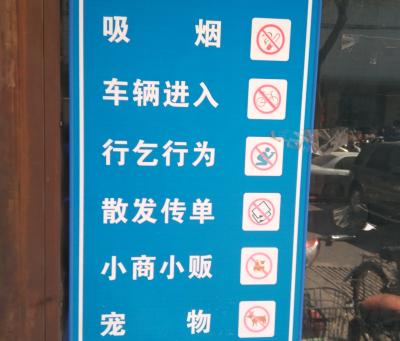 吸烟
车辆进入
行乞行为
散发传单
小商小贩
宠物